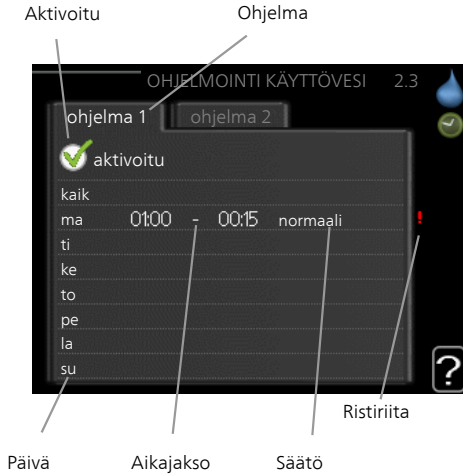 Aktivoitu Ohjelma
OHJELMOINTI KÄYTTÖVESI 2.3
ohjelma 1 ohjelma 2
aktivoitu
kaik
ma 01:00 - 00:15 normaali !
ti
ke
to
pe
la
su
?
Ristiriita
Päivä Aikajakso Säätö